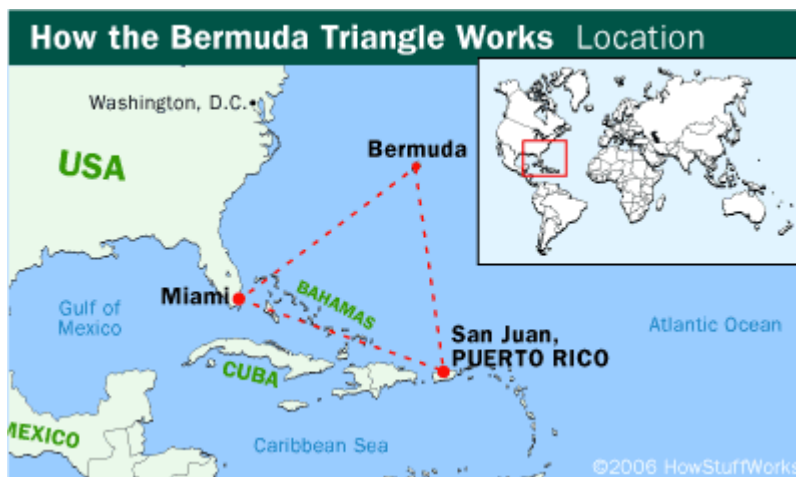 How the Bermuda Triangle Works Location
Washington, D.C.
USA
Bermuda
Miami
BAHAMAS
Gulf of
Mexico
San Juan,
PUERTO RICO
Atlantic Ocean
CUBA
MEXICO
Caribbean Sea
©2006 HowStuffWorks